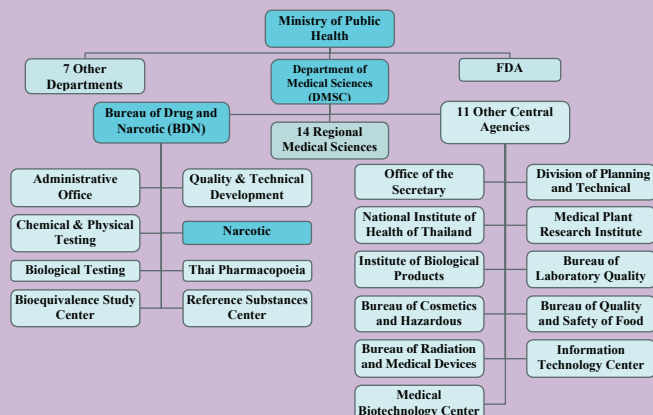 Ministry of Public
Health
7 Other
Departments
Department of
Medical Sciences
(DMSC)
FDA
Bureau of Drug and
Narcotic (BDN)
14 Regional
Medical Sciences
11 Other Central
Agencies
Administrative
Office
Quality & Technical
Development
Chemical & Physical
Testing
Narcotic
Biological Testing
Thai Pharmacopoeia
Bioequivalence Study
Center
Reference Substances
Center
Office of the
Secretary
Division of Planning
and Technical
National Institute of
Health of Thailand
Medical Plant
Research Institute
Institute of Biological
Products
Bureau of
Laboratory Quality
Bureau of Cosmetics
and Hazardous
Bureau of Quality
and Safety of Food
Bureau of Radiation
and Medical Devices
Information
Technology Center
Medical
Biotechnology Center